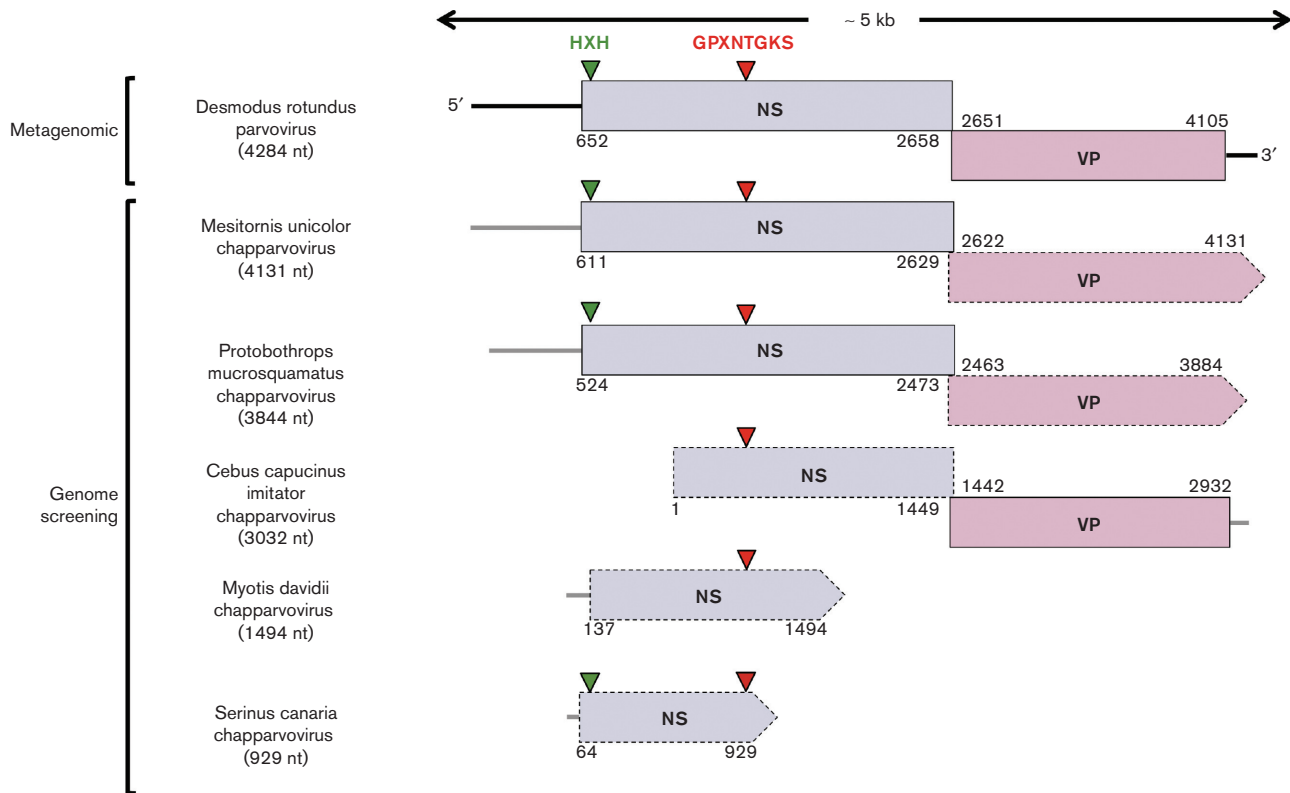 ~ 5 kb
HXH
GPXNTGKS
Metagenomic
Desmodus rotundus
parvovirus
(4284 nt)
5′
NS
652
2658
2651
4105
VP
3′
Genome
screening
Mesitornis unicolor
chapparvovirus
(4131 nt)
NS
611
2629
2622
4131
VP
Protobothrops
mucrosquamatus
chapparvovirus
(3844 nt)
NS
524
2473
2463
3884
VP
Cebus capucinus
imitator
chapparvovirus
(3032 nt)
NS
1
1449
1442
2932
VP
Myotis davidii
chapparvovirus
(1494 nt)
NS
137
1494
Serinus canaria
chapparvovirus
(929 nt)
NS
64
929